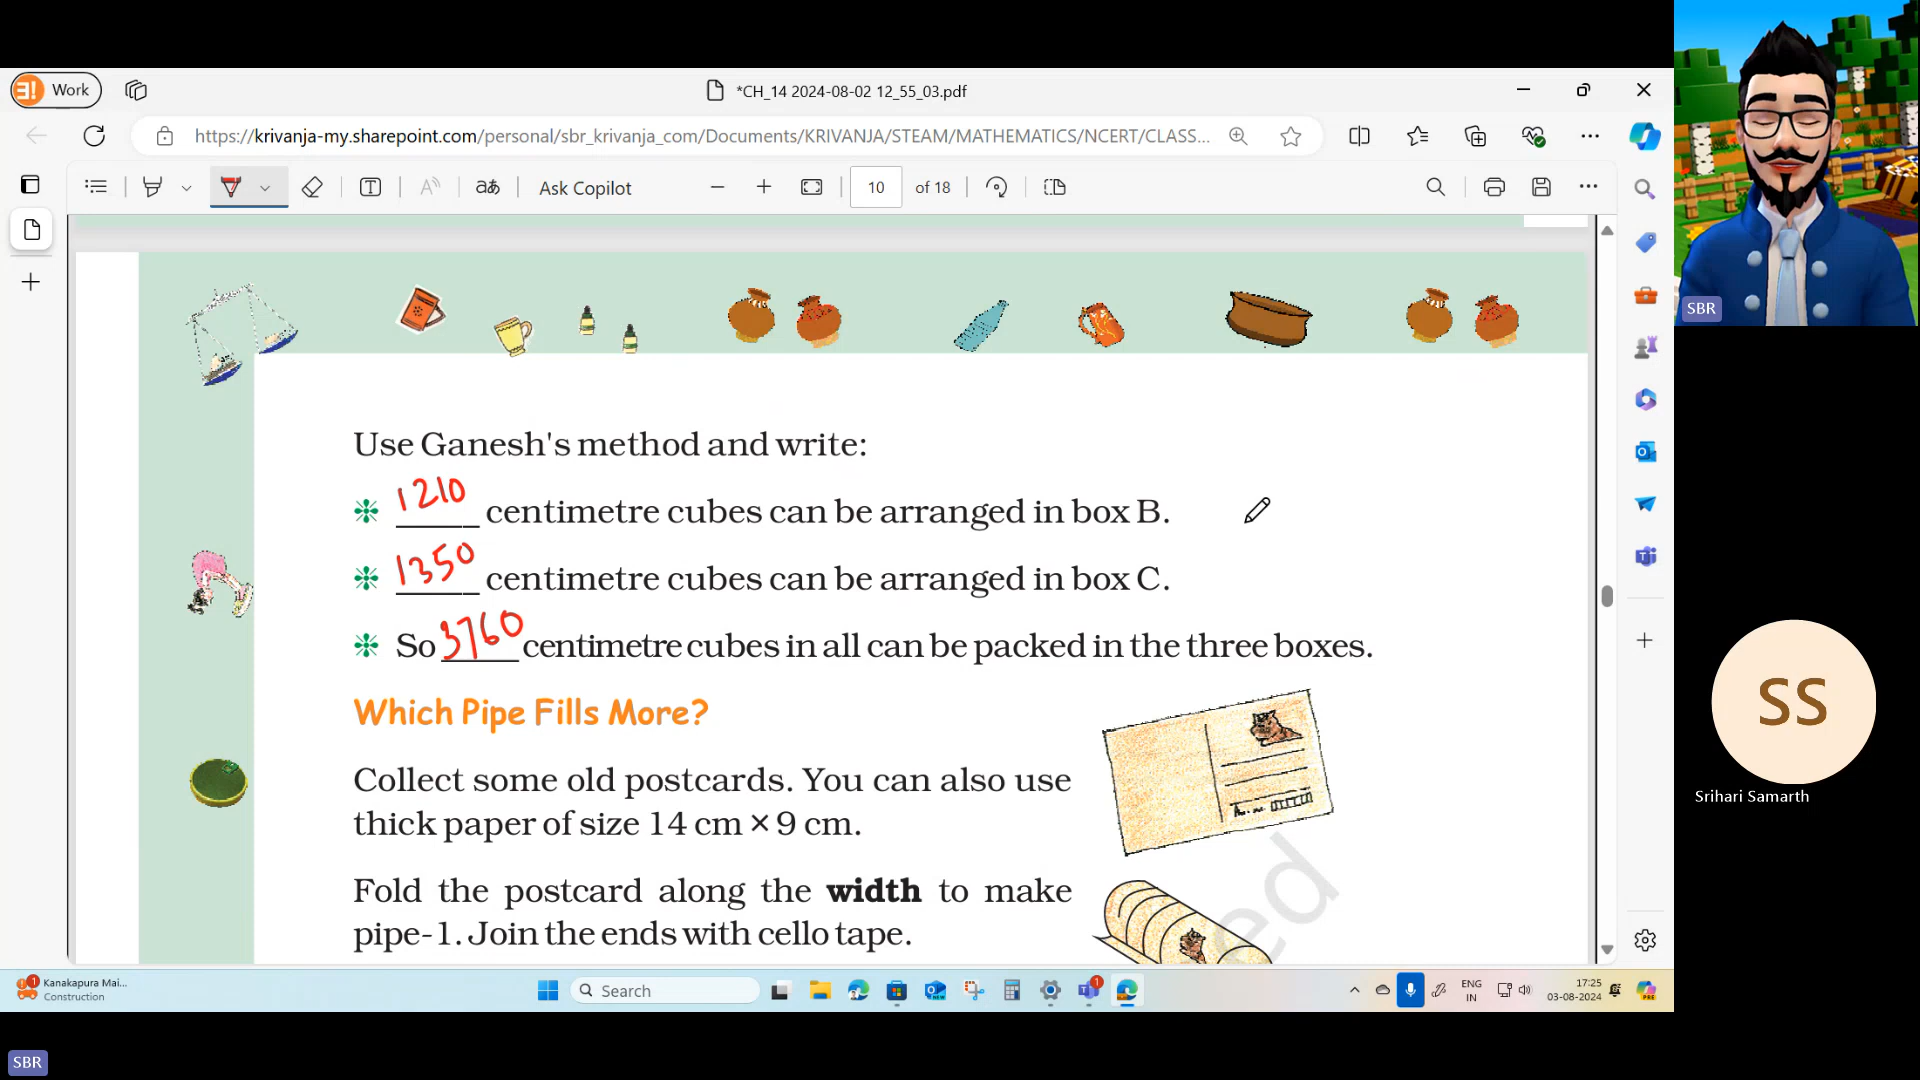 Work
*CH_14 2024-08-02 12_55_03.pdf
https://krivanja-my.sharepoint.com/personal/sbr_krivanja_com/Documents/KRIVANJA/STEAM/MATHEMATICS/NCERT/CLASS...
Ask Copilot
10 of 18
Use Ganesh's method and write:
1210 centimetre cubes can be arranged in box B.
1350 centimetre cubes can be arranged in box C.
So 3760 centimetre cubes in all can be packed in the three boxes.
Which Pipe Fills More?
Collect some old postcards. You can also use
thick paper of size 14 cm × 9 cm.
Fold the postcard along the width to make
pipe-1. Join the ends with cello tape.
ed
SBR
SS
Srihari Samarth
Kanakapura Mai...
Construction
1
Search
1
ENG
IN
17:25
03-08-2024
SBR